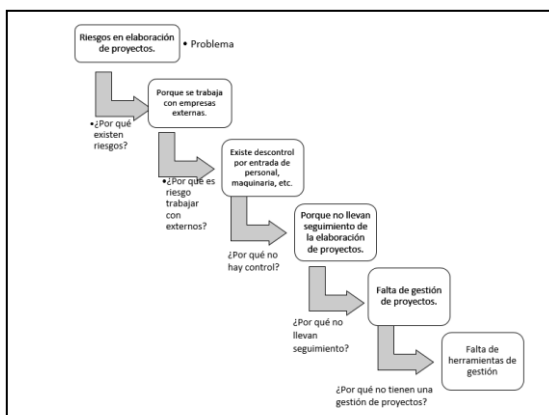 Riesgos en elaboración
de proyectos.
• Problema
•¿Por qué
existen
riesgos?
Porque se trabaja
con empresas
externas.
•¿Por qué es
riesgo
trabajar
con
externos?
Existe descontrol
por entrada de
personal,
maquinaria, etc.
¿Por qué no
hay control?
Porque no llevan
seguimiento de
la elaboración de
proyectos.
¿Por qué no
llevan
seguimiento?
Falta de gestión
de proyectos.
¿Por qué no tienen una
gestión de proyectos?
Falta de
herramientas de
gestión